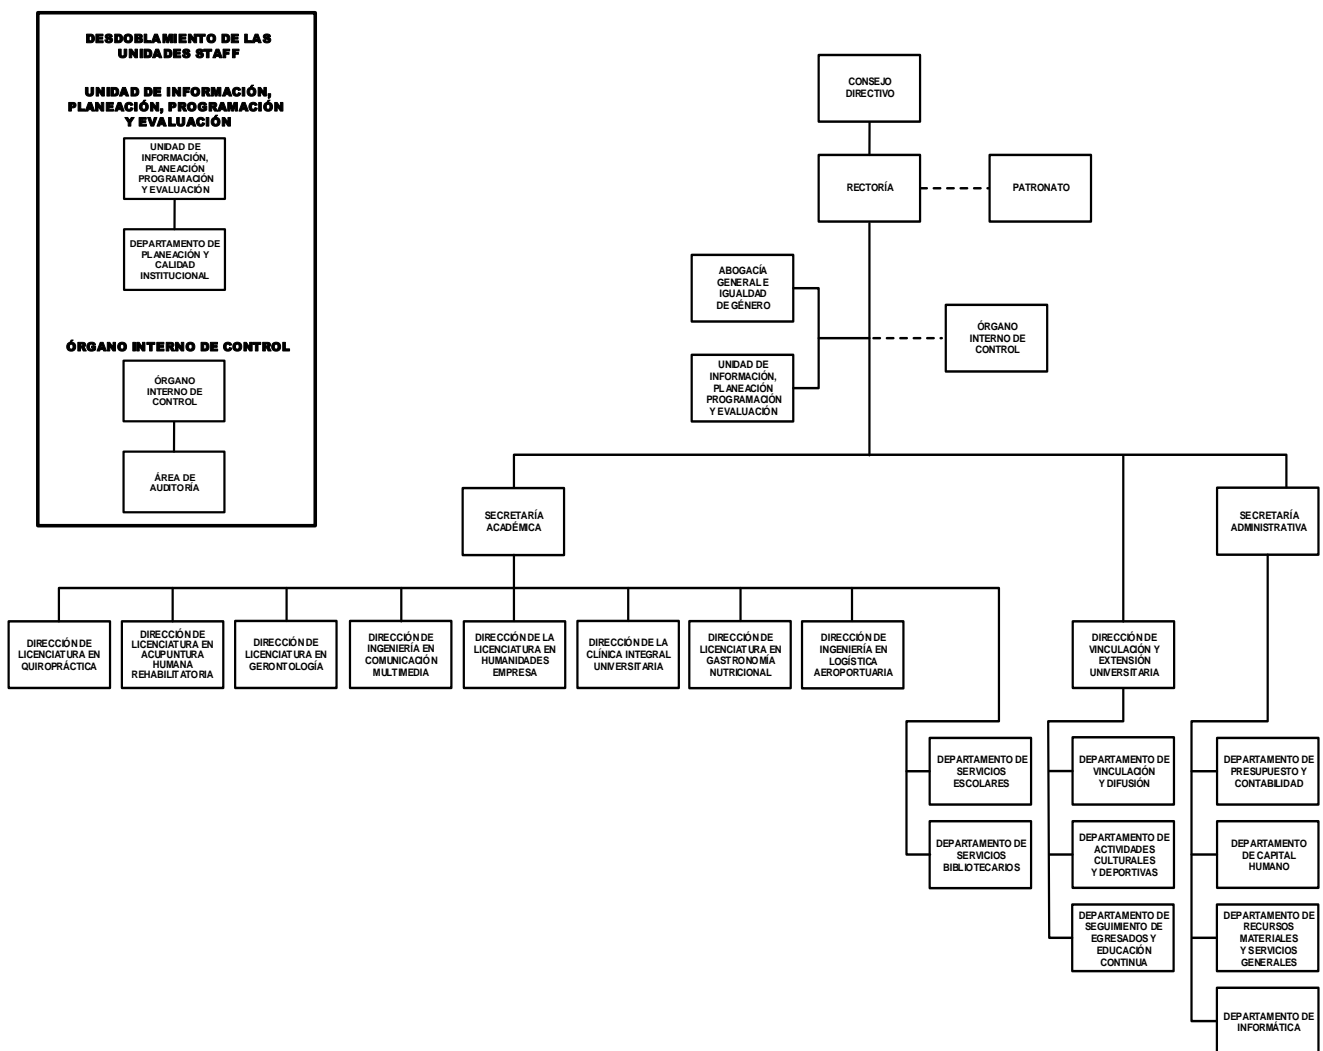 DESDOBLAMIENTO DE LAS
UNIDADES STAFF
UNIDAD DE INFORMACIÓN,
PLANEACIÓN, PROGRAMACIÓN
Y EVALUACIÓN
UNIDAD DE
INFORMACIÓN,
PLANEACIÓN
PROGRAMACIÓN
Y EVALUACIÓN
DEPARTAMENTO DE
PLANEACIÓN Y
CALIDAD
INSTITUCIONAL
ÓRGANO INTERNO DE CONTROL
ÓRGANO
INTERNO DE
CONTROL
ÁREA DE
AUDITORÍA
CONSEJO
DIRECTIVO
RECTORÍA
PATRONATO
ABOGACÍA
GENERAL E
IGUALDAD
DE GÉNERO
ÓRGANO
INTERNO DE
CONTROL
UNIDAD DE
INFORMACIÓN,
PLANEACIÓN
PROGRAMACIÓN
Y EVALUACIÓN
SECRETARÍA
ACADÉMICA
SECRETARÍA
ADMINISTRATIVA
DIRECCIÓN DE
LICENCIATURA EN
QUIROPRÁCTICA
DIRECCIÓN DE
LICENCIATURA EN
ACUPUNTURA
HUMANA
REHABILITATORIA
DIRECCIÓN DE
LICENCIATURA EN
GERONTOLOGÍA
DIRECCIÓN DE
INGENIERÍA EN
COMUNICACIÓN
MULTIMEDIA
DIRECCIÓN DE LA
LICENCIATURA EN
HUMANIDADES
EMPRESA
DIRECCIÓN DE LA
CLÍNICA INTEGRAL
UNIVERSITARIA
DIRECCIÓN DE
LICENCIATURA EN
GASTRONOMÍA
NUTRICIONAL
DIRECCIÓN DE
INGENIERÍA EN
LOGÍSTICA
AEROPORTUARIA
DIRECCIÓN DE
VINCULACIÓN Y
EXTENSIÓN
UNIVERSITARIA
DEPARTAMENTO DE
SERVICIOS
ESCOLARES
DEPARTAMENTO DE
SERVICIOS
BIBLIOTECARIOS
DEPARTAMENTO DE
VINCULACIÓN
Y DIFUSIÓN
DEPARTAMENTO DE
ACTIVIDADES
CULTURALES
Y DEPORTIVAS
DEPARTAMENTO DE
SEGUIMIENTO DE
EGRESADOS Y
EDUCACIÓN
CONTINUA
DEPARTAMENTO DE
PRESUPUESTO Y
CONTABILIDAD
DEPARTAMENTO
DE CAPITAL
HUMANO
DEPARTAMENTO DE
RECURSOS
MATERIALES
Y SERVICIOS
GENERALES
DEPARTAMENTO DE
INFORMÁTICA